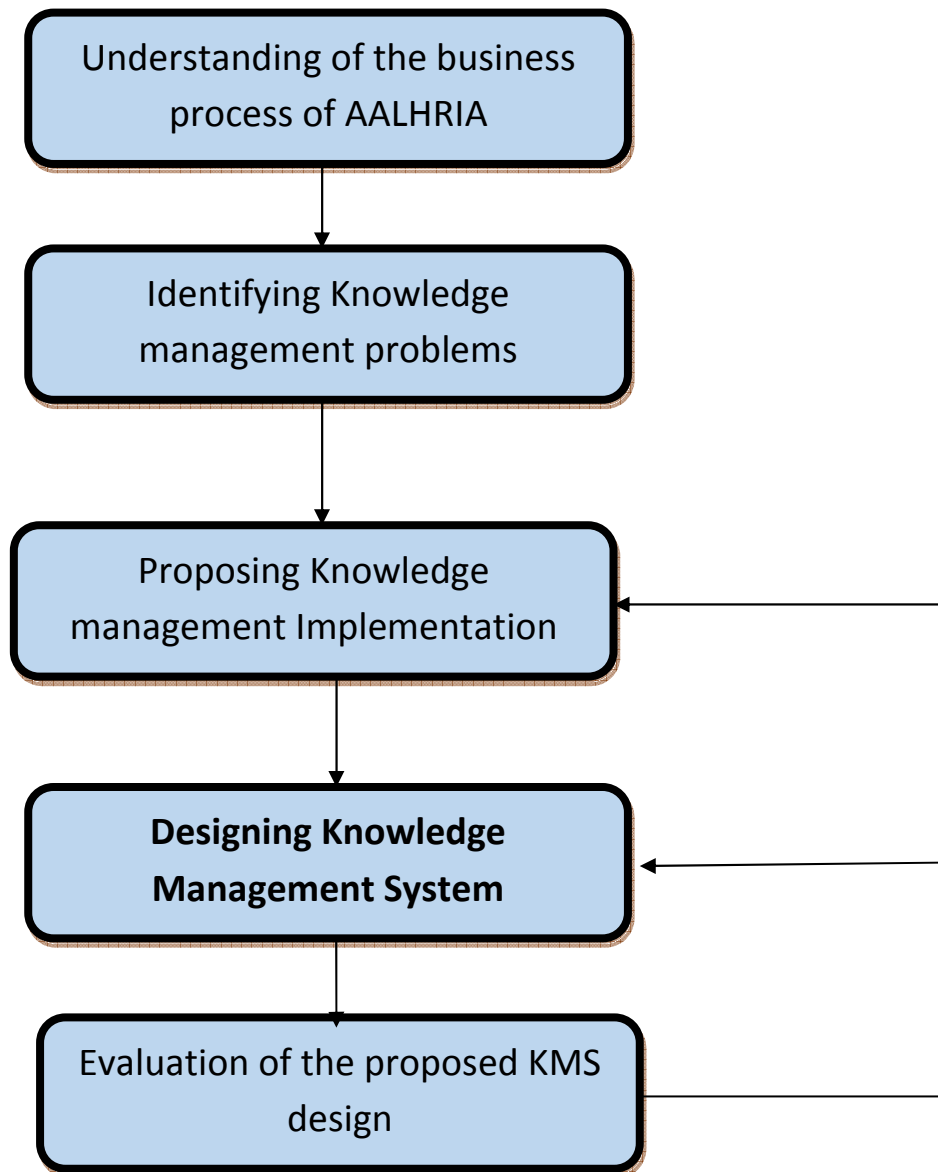 Understanding of the business
process of AALHRIA
Identifying Knowledge
management problems
Proposing Knowledge
management Implementation
Designing Knowledge
Management System
Evaluation of the proposed KMS
design